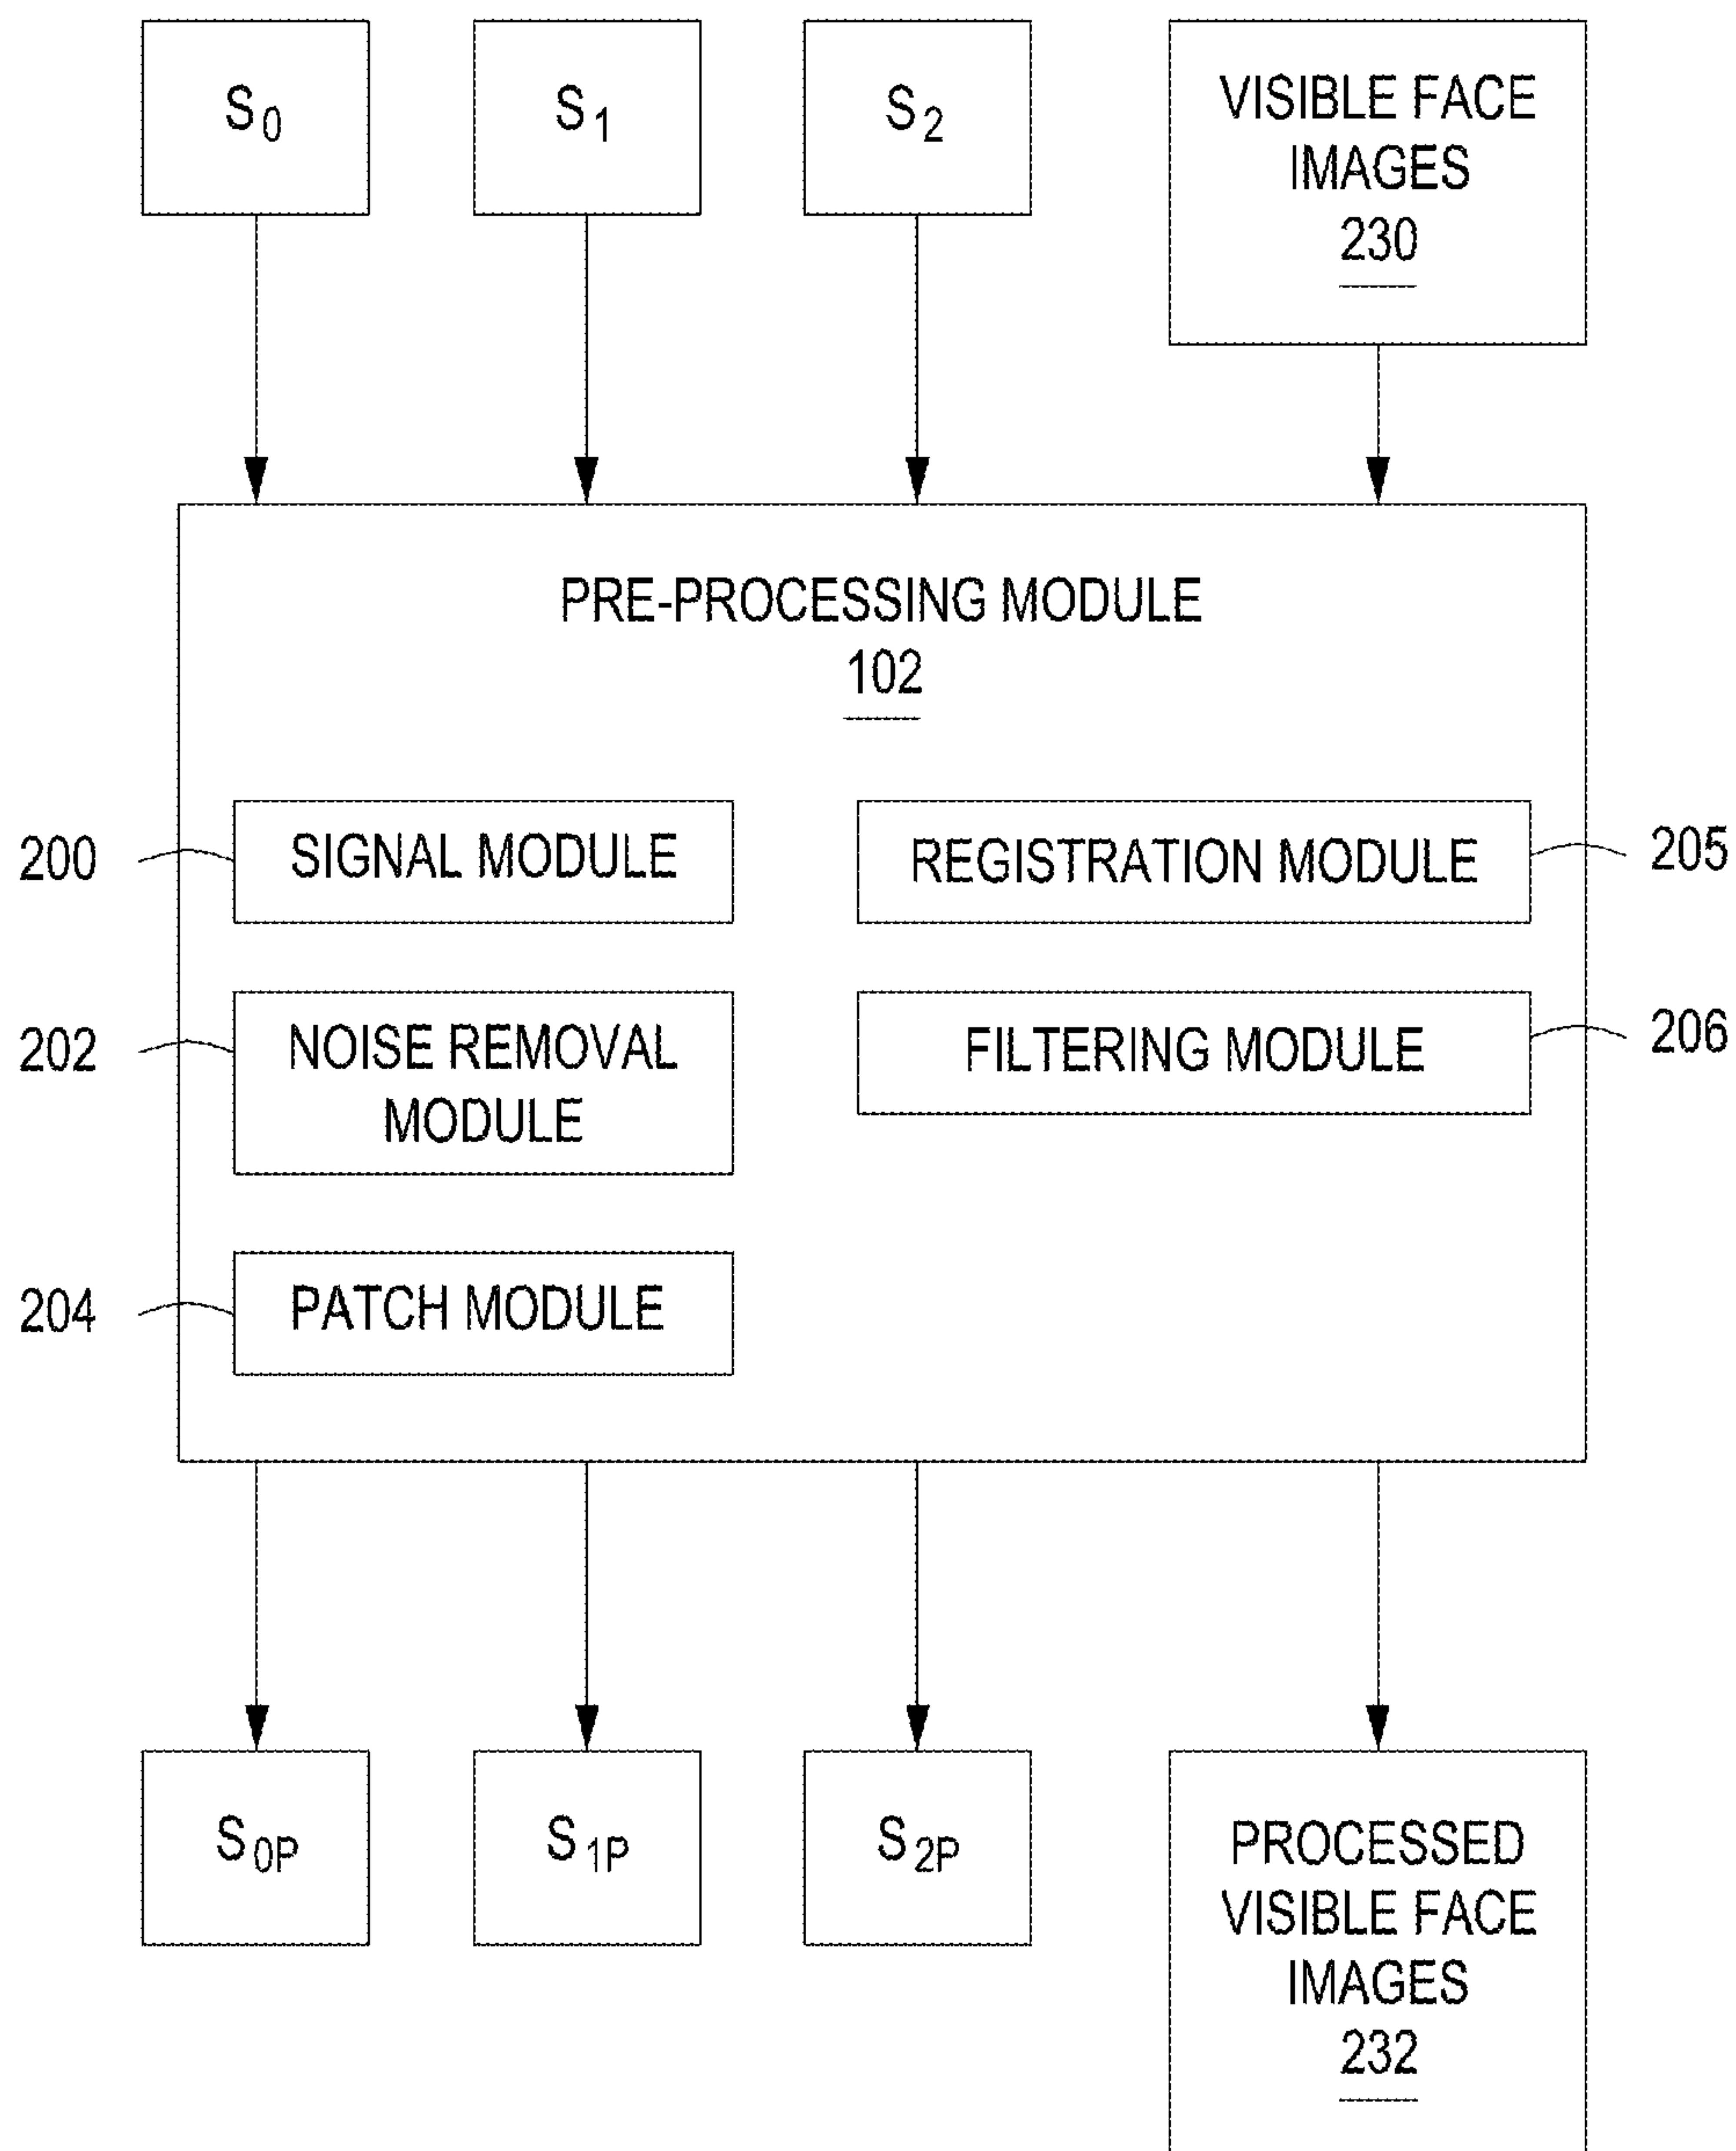 S0
S1
S2
VISIBLE FACE
IMAGES
230
PRE-PROCESSING MODULE
102
200
SIGNAL MODULE
REGISTRATION MODULE
205
202
NOISE REMOVAL
MODULE
FILTERING MODULE
206
204
PATCH MODULE
S0P
S1P
S2P
PROCESSED
VISIBLE FACE
IMAGES
232